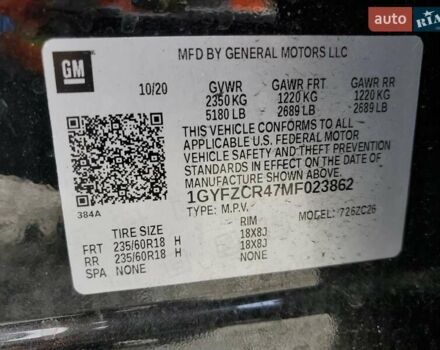 AUTO
RIA
GM
MFD BY GENERAL MOTORS LLC
10/20 GVWR GAWR FRT GAWR RR
2350 KG 1220 KG 1220 KG
5180 LB 2689 LB 2689 LB
THIS VEHICLE CONFORMS TO ALL
APPLICABLE U.S. FEDERAL MOTOR
VEHICLE SAFETY AND THEFT PREVENTION
STANDARDS IN EFFECT ON THE DATE OF
MANUFACTURE SHOWN ABOVE.
1GYFZCR47MF023862
384A TYPE: M.P.V. MODEL: 726ZC26
TIRE SIZE RIM
FRT 235/60R18 H 18X8J
RR 235/60R18 H 18X8J
SPA NONE NONE